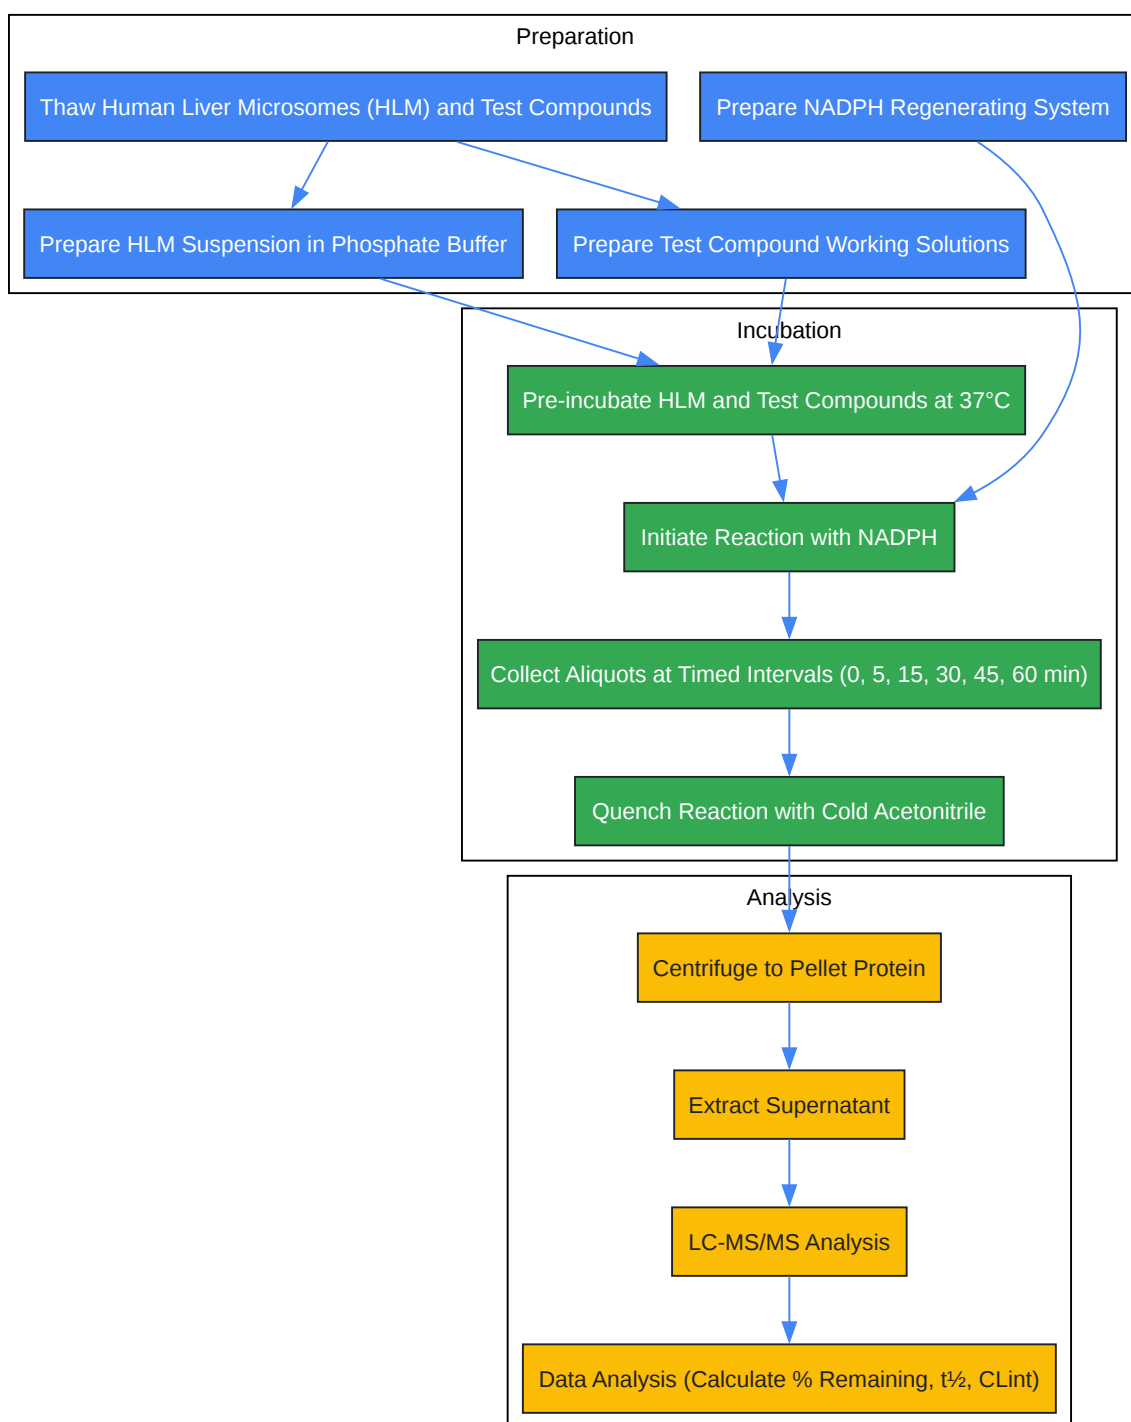 Preparation
Thaw Human Liver Microsomes (HLM) and Test Compounds
Prepare NADPH Regenerating System
Prepare HLM Suspension in Phosphate Buffer
Prepare Test Compound Working Solutions
Incubation
Pre-incubate HLM and Test Compounds at 37°C
Initiate Reaction with NADPH
Collect Aliquots at Timed Intervals (0, 5, 15, 30, 45, 60 min)
Quench Reaction with Cold Acetonitrile
Analysis
Centrifuge to Pellet Protein
Extract Supernatant
LC-MS/MS Analysis
Data Analysis (Calculate % Remaining, t½, CLint)